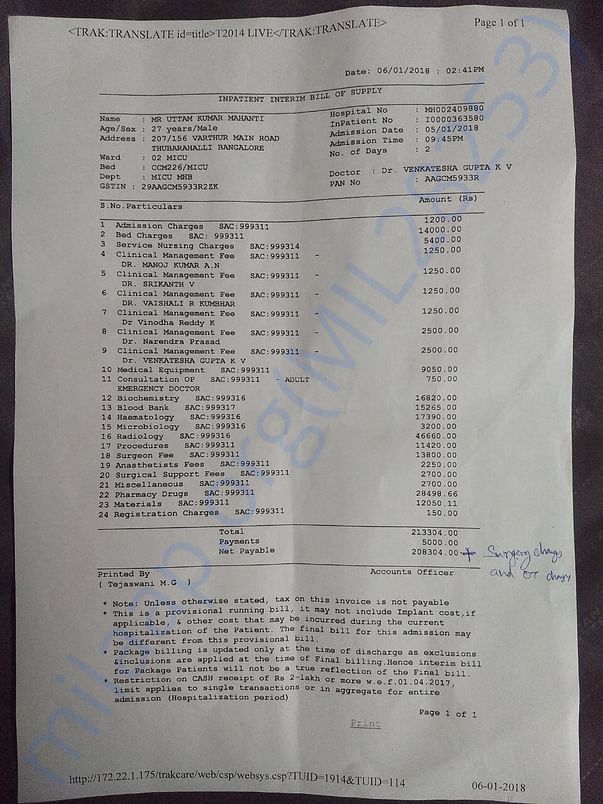 <TRAK:TRANSLATE id=title>T2014 LIVE</TRAK:TRANSLATE>
Page 1 of 1
Date: 06/01/2018 : 02:41PM
INPATIENT INTERIM BILL OF SUPPLY
Name : MR UTTAM KUMAR MAHANTI
Age/Sex : 27 years/Male
Address : 207/156 VARTHUR MAIN ROAD
THUBARAHALLI BANGALORE
Ward : 02 MICU
Bed : CCM226/MICU
Dept : MICU MHB
GSTIN : 29AAGCM5933R2ZK
Hospital No : MH002409880
InPatient No : I0000363580
Admission Date : 05/01/2018
Admission Time : 09:45PM
No. of Days : 2
Doctor : Dr. VENKATESHA GUPTA K V
PAN No : AAGCM5933R
S.No.Particulars Amount (Rs)
1 Admission Charges SAC:999311 1200.00
2 Bed Charges SAC: 999311 14000.00
3 Service Nursing Charges SAC:999314 5400.00
4 Clinical Management Fee SAC:999311 - 1250.00
DR. MANOJ KUMAR A.N
5 Clinical Management Fee SAC:999311 - 1250.00
DR. SRIKANTH V
6 Clinical Management Fee SAC:999311 - 1250.00
DR. VAISHALI R KUMBHAR
7 Clinical Management Fee SAC:999311 - 1250.00
Dr Vinodha Reddy K
8 Clinical Management Fee SAC:999311 - 2500.00
Dr. Narendra Prasad
9 Clinical Management Fee SAC:999311 - 2500.00
Dr. VENKATESHA GUPTA K V
10 Medical Equipment SAC:999311 9050.00
11 Consultation OP SAC:999311 - ADULT 750.00
EMERGENCY DOCTOR
12 Biochemistry SAC:999316 16820.00
13 Blood Bank SAC:999317 15265.00
14 Haematology SAC:999316 17390.00
15 Microbiology SAC:999316 3200.00
16 Radiology SAC:999316 46660.00
17 Procedures SAC:999311 11420.00
18 Surgeon Fee SAC:999311 13800.00
19 Anasthetists Fees SAC:999311 2250.00
20 Surgical Support Fees SAC:999311 2700.00
21 Miscellaneous SAC:999311 2700.00
22 Pharmacy Drugs SAC:999311 28498.66
23 Materials SAC:999311 12050.11
24 Registration Charges SAC:999311 150.00
Total 213304.00
Payments 5000.00
Net Payable 208304.00 + Surgery chargs
and OT chargs
Printed By Accounts Officer
( Tejaswani M.G )
* Note: Unless otherwise stated, tax on this invoice is not payable
* This is a provisional running bill, it may not include Implant cost,if
applicable, & other cost that may be incurred during the current
hospitalization of the Patient. The final bill for this admission may
be different from this provisional bill.
* Package billing is updated only at the time of discharge as exclusions
&inclusions are applied at the time of Final billing.Hence interim bill
for Package Patients will not be a true reflection of the Final bill.
* Restriction on CASH receipt of Rs 2-lakh or more w.e.f.01.04.2017,
limit applies to single transactions or in aggregate for entire
admission (Hospitalization period)
Page 1 of 1
Print
http://172.22.1.175/trakcare/web/csp/websys.csp?TUID=1914&TUID=114
06-01-2018